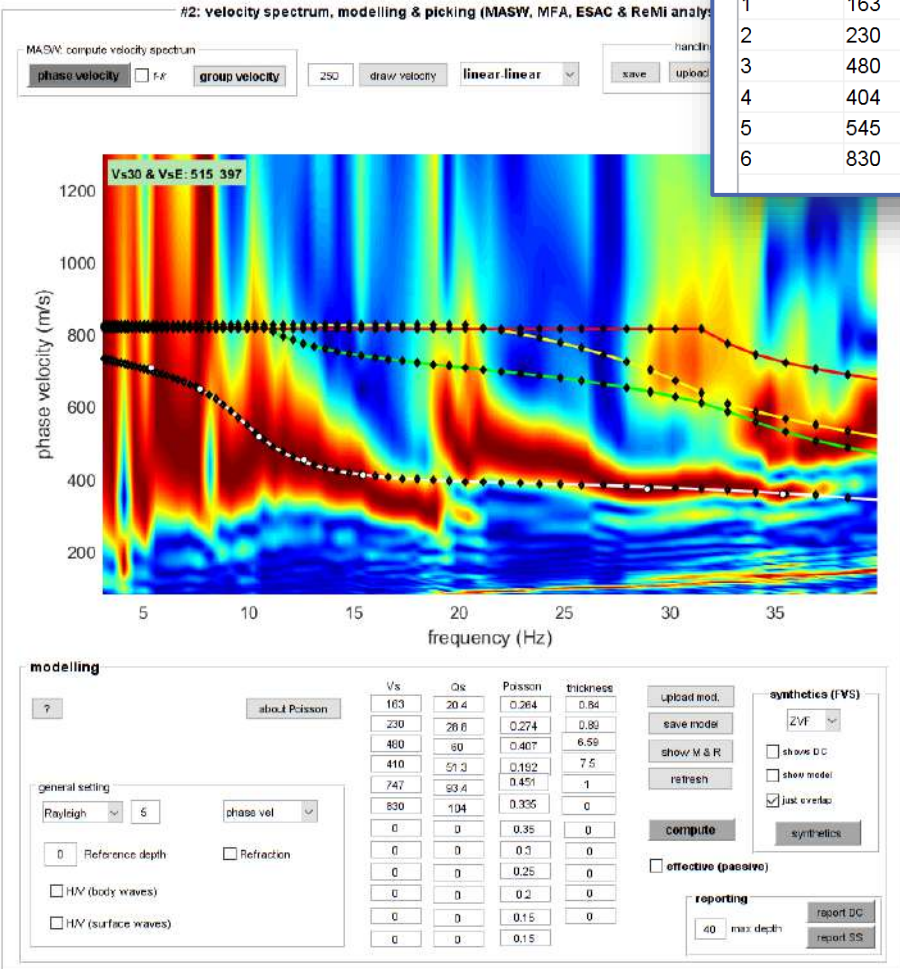 #2: velocity spectrum, modelling & picking (MASW, MFA, ESAC & ReMi analys
MASW: compute velocity spectrum
phase velocity f-k group velocity 250 draw velocity linear-linear
handlin
save upload
1 163
2 230
3 480
4 404
5 545
6 830
Vs30 & VsE: 515 397
phase velocity (m/s)
1200
1000
800
600
400
200
5 10 15 20 25 30 35
frequency (Hz)
modelling
? about Poisson
Vs Qs Poisson thickness
163 20.4 0.264 0.84
230 28.8 0.274 0.89
480 60 0.407 6.59
410 51.3 0.192 7.5
747 93.4 0.451 1
830 104 0.335 0
0 0 0.35 0
0 0 0.3 0
0 0 0.25 0
0 0 0.2 0
0 0 0.15 0
0 0 0.15
general setting
Rayleigh 5 phase vel
0 Reference depth Refraction
H/V (body waves)
H/V (surface waves)
upload mod.
save model
show M & R
refresh
compute
effective (passive)
synthetics (FVS)
ZVF
shows DC
show model
just overlap
synthetics
reporting
40 max depth
report DC
report SS